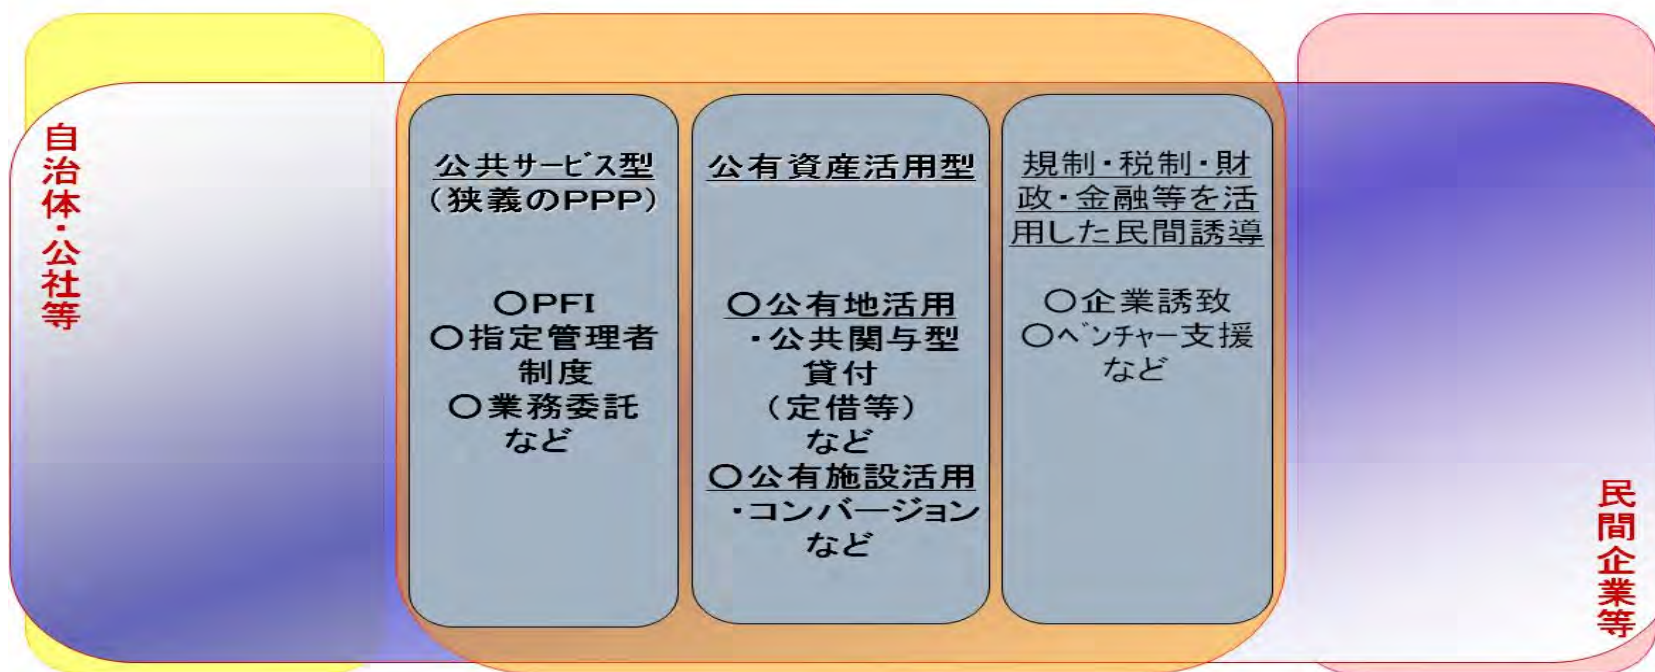 自治体・公社等
公共サービス型
(狭義のPPP)
○PFI
○指定管理者
制度
○業務委託
など
公有資産活用型
○公有地活用
・公共関与型
貸付
(定借等)
など
○公有施設活用
・コンバージョン
など
規制・税制・財
政・金融等を活
用した民間誘導
○企業誘致
○ベンチャー支援
など
民間企業等